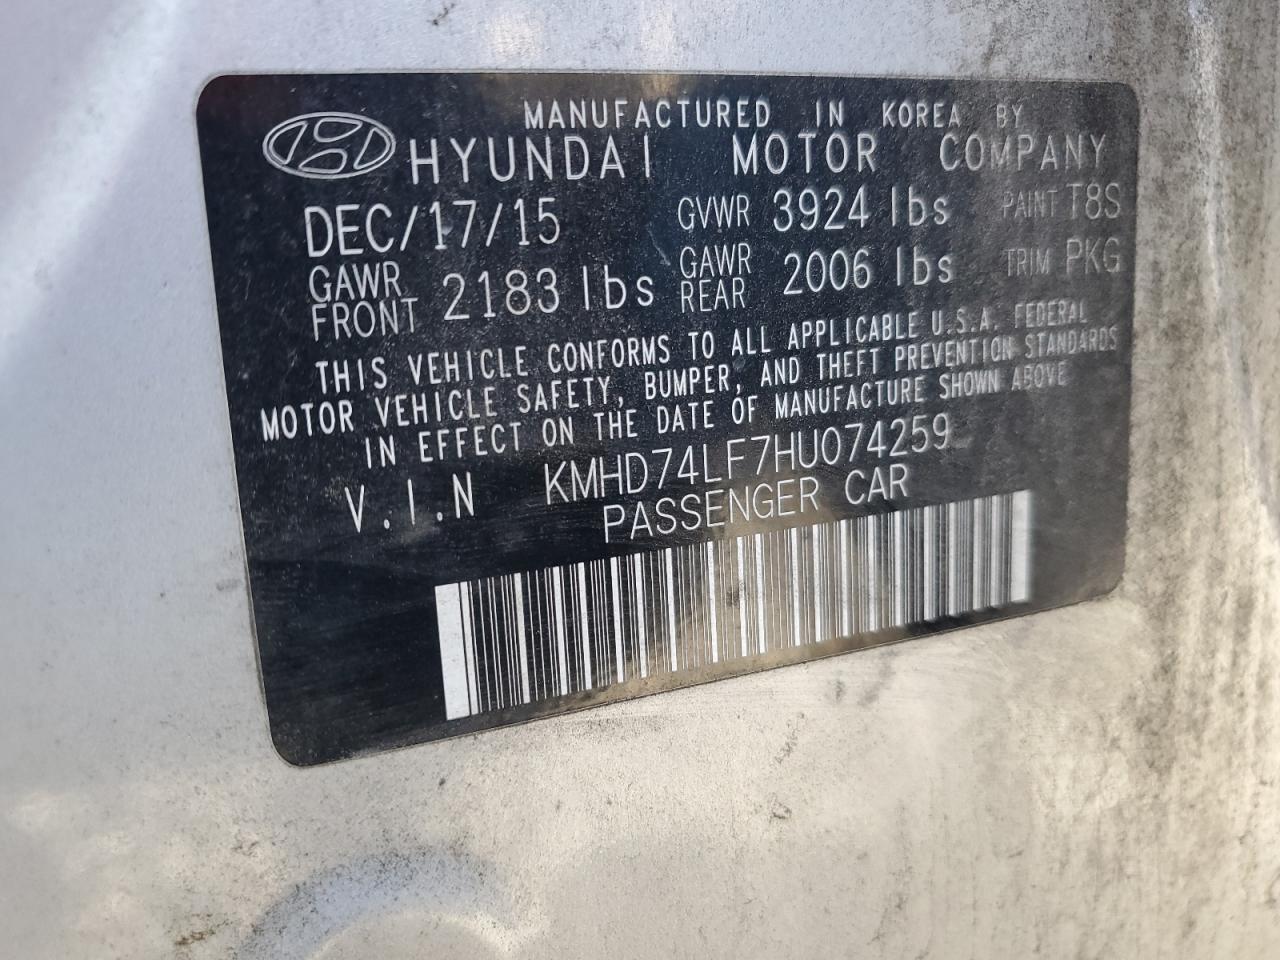 MANUFACTURED IN KOREA BY
HYUNDAI MOTOR COMPANY
DEC/17/15 GVWR 3924 lbs PAINT T8S
GAWR FRONT 2183 lbs GAWR REAR 2006 lbs TRIM PKG
THIS VEHICLE CONFORMS TO ALL APPLICABLE U.S.A. FEDERAL
MOTOR VEHICLE SAFETY, BUMPER, AND THEFT PREVENTION STANDARDS
IN EFFECT ON THE DATE OF MANUFACTURE SHOWN ABOVE
V.I.N KMHD74LF7HU074259
PASSENGER CAR